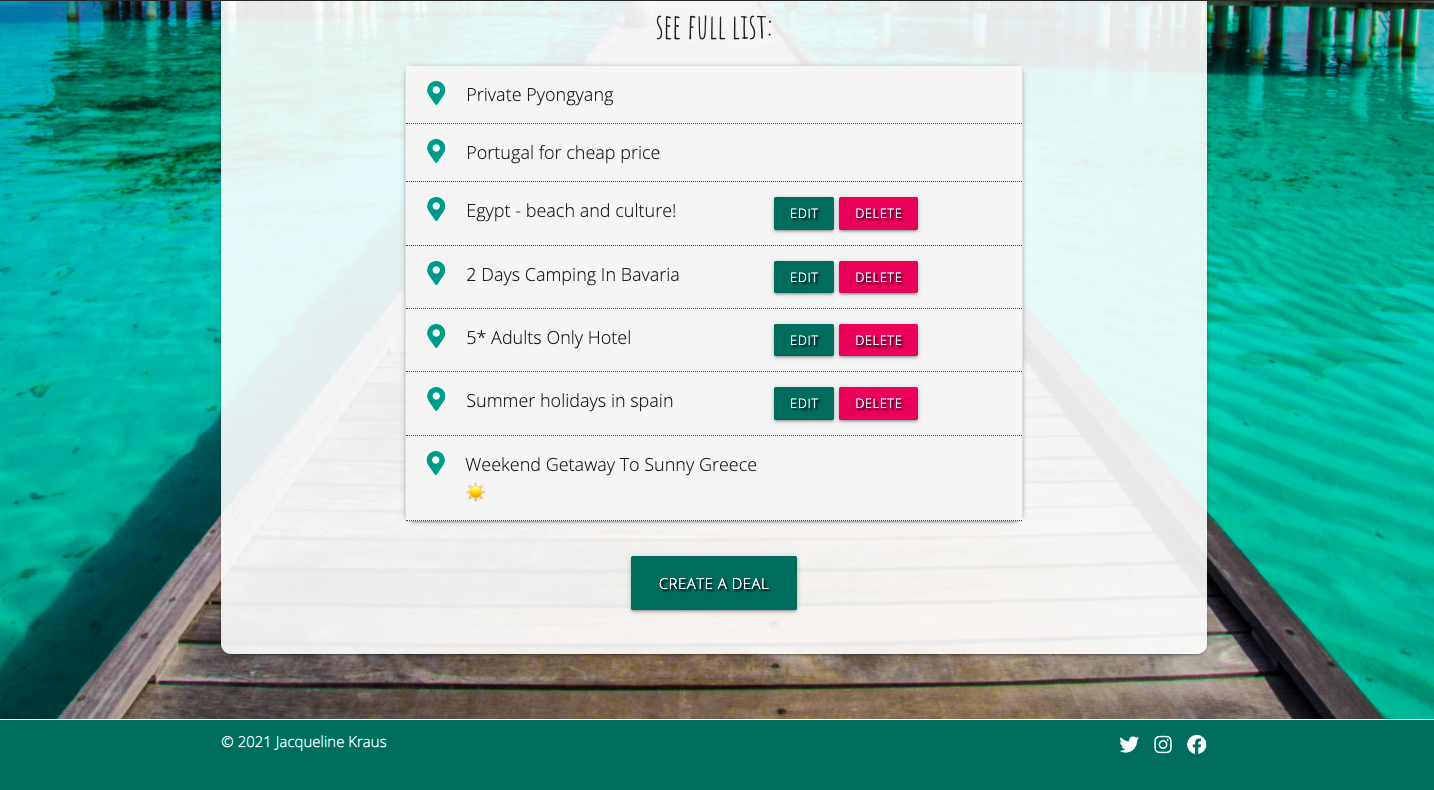 SEE FULL LIST:
Private Pyongyang
Portugal for cheap price
Egypt - beach and culture!
EDIT DELETE
2 Days Camping In Bavaria
EDIT DELETE
5* Adults Only Hotel
EDIT DELETE
Summer holidays in spain
EDIT DELETE
Weekend Getaway To Sunny Greece
☀️
CREATE A DEAL
© 2021 Jacqueline Kraus